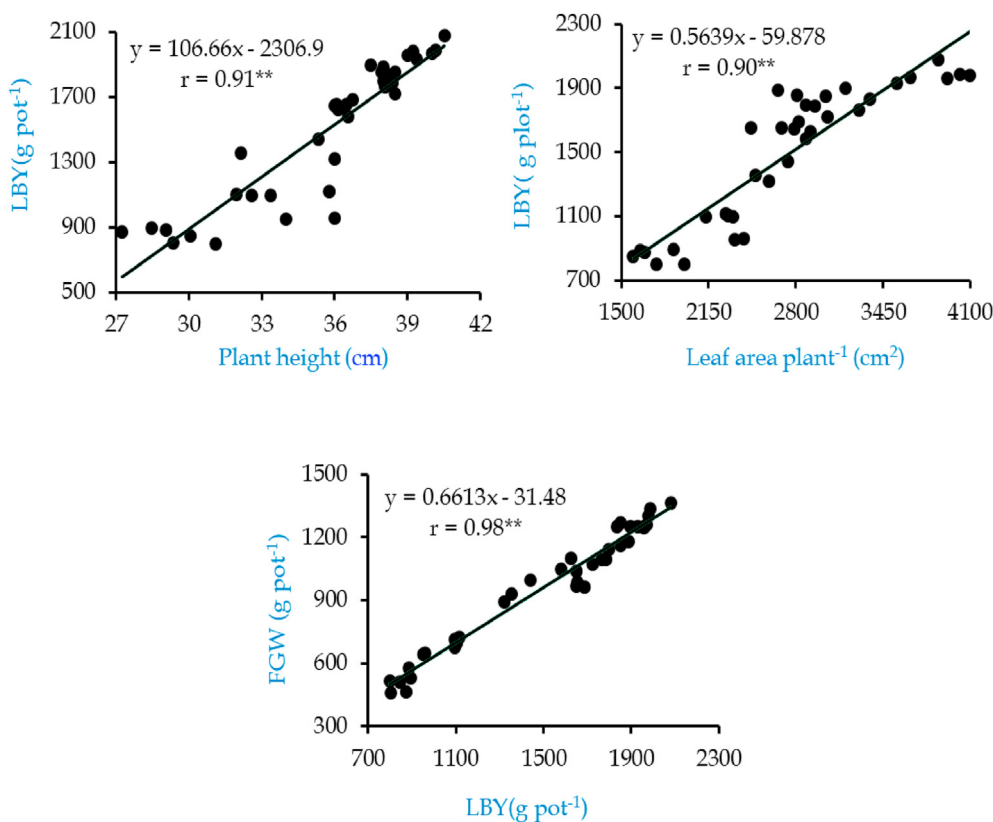 2100
1700
1300
900
500
LBY(g pot⁻¹)
y = 106.66x - 2306.9
r = 0.91**
27 30 33 36 39 42
Plant height (cm)
2300
1900
1500
1100
700
LBY( g plot⁻¹)
y = 0.5639x - 59.878
r = 0.90**
1500 2150 2800 3450 4100
Leaf area plant⁻¹ (cm²)
1500
1200
900
600
300
FGW (g pot⁻¹)
y = 0.6613x - 31.48
r = 0.98**
700 1100 1500 1900 2300
LBY(g pot⁻¹)